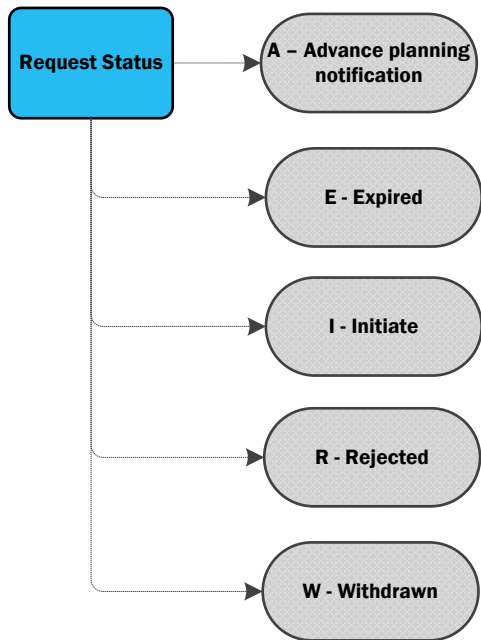 Request Status
A – Advance planning
notification
E - Expired
I - Initiate
R - Rejected
W - Withdrawn